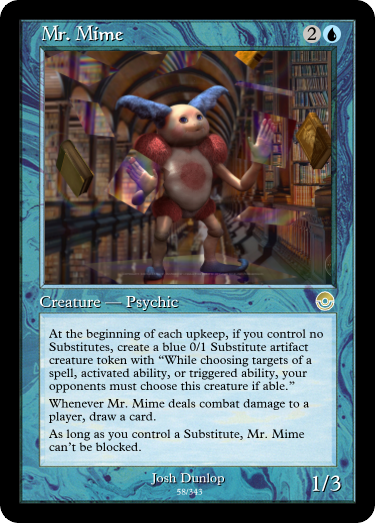 Mr. Mime 2
Creature — Psychic
At the beginning of each upkeep, if you control no
Substitutes, create a blue 0/1 Substitute artifact
creature token with “While choosing targets of a
spell, activated ability, or triggered ability, your
opponents must choose this creature if able.”
Whenever Mr. Mime deals combat damage to a
player, draw a card.
As long as you control a Substitute, Mr. Mime
can’t be blocked.
Josh Dunlop
58/343
1/3